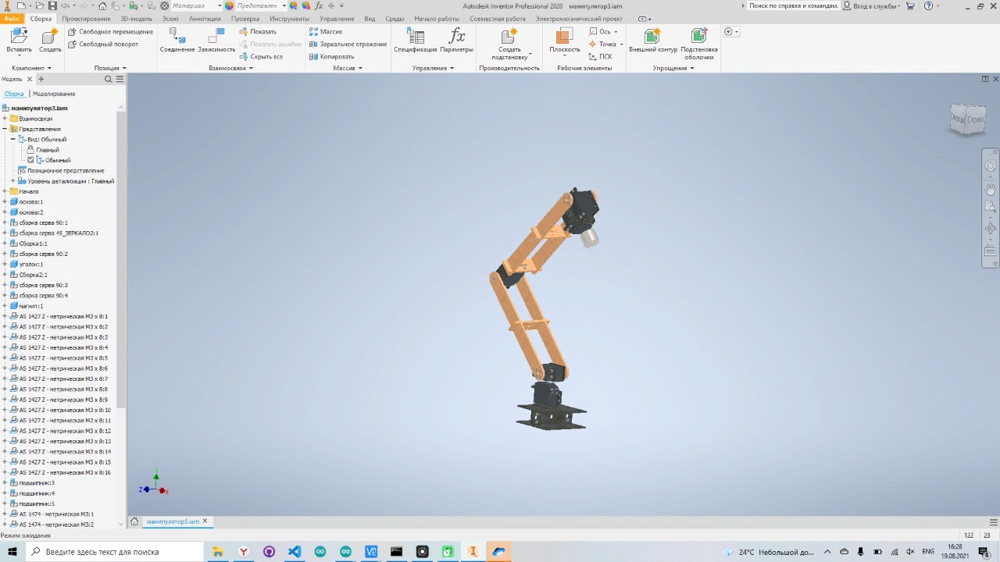 Материал
Представлен
Autodesk Inventor Professional 2020 манипулятор3.iam
Поиск по справке и командам.
Вход в службы
Файл Сборка Проектирование 3D-модель Эскиз Аннотации Проверка Инструменты Управление Вид Среды Начало работы Совместная работа Электромеханический проект
Вставить
Создать
Свободное перемещение
Свободный поворот
Соединение
Зависимость
Показать
Показать ошибки
Скрыть все
Массив
Зеркальное отражение
Копировать
Спецификация
Параметры
Создать
подстановку
Плоскость
Ось
Точка
ПСК
Внешний контур
Подстановка
оболочки
Компонент Позиция Взаимосвязи Массив Управление Производительность Рабочие элементы Упрощение
Модель
Сборка Моделирование
манипулятор3.iam
Взаимосвязи
Представления
Вид: Обычный
Главный
Обычный
Позиционное представление
Уровень детализации : Главный
Начало
основа:1
основа:2
сборка серва 90:1
сборка серва 45_ЗЕРКАЛО2:1
Сборка1:1
сборка серва 90:2
уголок:1
Сборка2:1
сборка серва 90:3
сборка серва 90:4
магнит:1
AS 1427 Z - метрическая M3 x 8:1
AS 1427 Z - метрическая M3 x 8:2
AS 1427 Z - метрическая M3 x 8:3
AS 1427 Z - метрическая M3 x 8:4
AS 1427 Z - метрическая M3 x 8:5
AS 1427 Z - метрическая M3 x 8:6
AS 1427 Z - метрическая M3 x 8:7
AS 1427 Z - метрическая M3 x 8:8
AS 1427 Z - метрическая M3 x 8:9
AS 1427 Z - метрическая M3 x 8:10
AS 1427 Z - метрическая M3 x 8:11
AS 1427 Z - метрическая M3 x 8:12
AS 1427 Z - метрическая M3 x 8:13
AS 1427 Z - метрическая M3 x 8:14
AS 1427 Z - метрическая M3 x 8:15
AS 1427 Z - метрическая M3 x 8:16
подшипник:3
подшипник:4
подшипник:5
AS 1474 - метрическая M3:1
AS 1474 - метрическая M3:2
Справа
Y
Z
X
манипулятор3.iam
Режим ожидания
122 23
Введите здесь текст для поиска
24°C Небольшой до...
ENG
16:28
19.08.2021